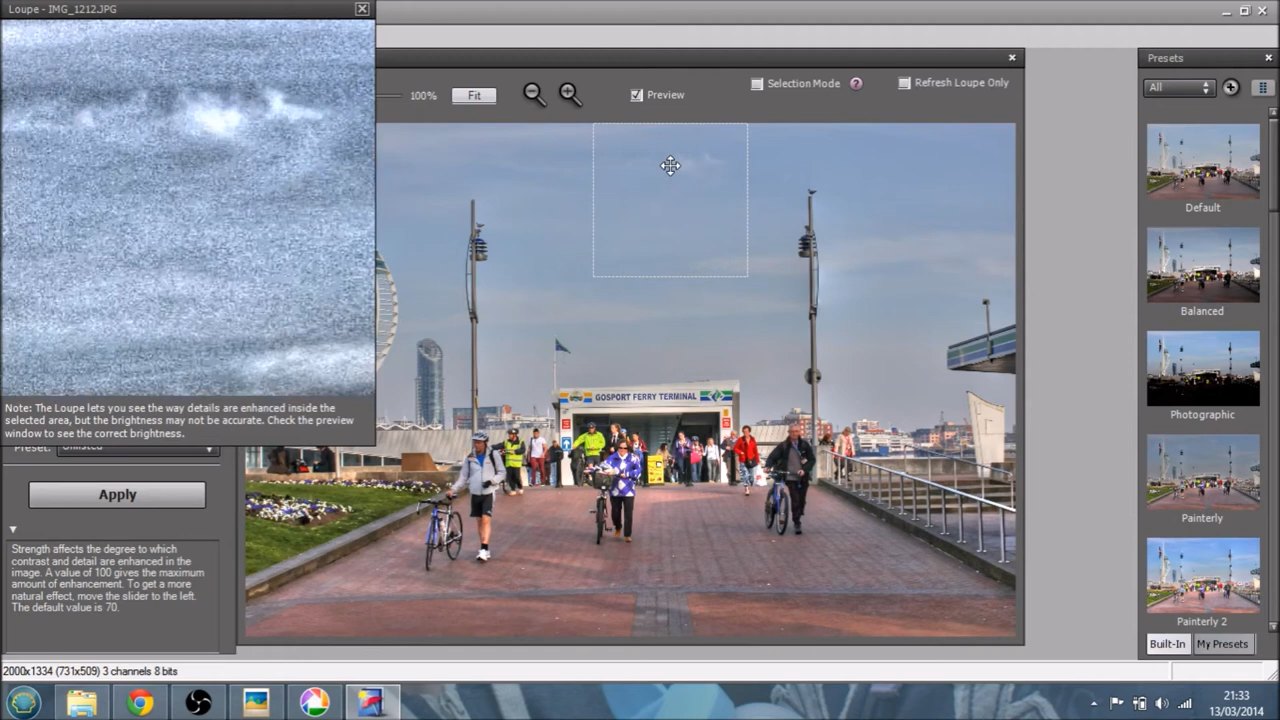 Loupe - IMG_1212.JPG
100%
Fit
Preview
Selection Mode
?
Refresh Loupe Only
Presets
All
Default
Balanced
Photographic
Painterly
Painterly 2
Built-In
My Presets
GOSPORT FERRY TERMINAL
Note: The Loupe lets you see the way details are enhanced inside the
selected area, but the brightness may not be accurate. Check the preview
window to see the correct brightness.
Preset:
Apply
Strength affects the degree to which
contrast and detail are enhanced in the
image. A value of 100 gives the maximum
amount of enhancement. To get a more
natural effect, move the slider to the left.
The default value is 70.
2000x1334 (731x509) 3 channels 8 bits
21:33
13/03/2014